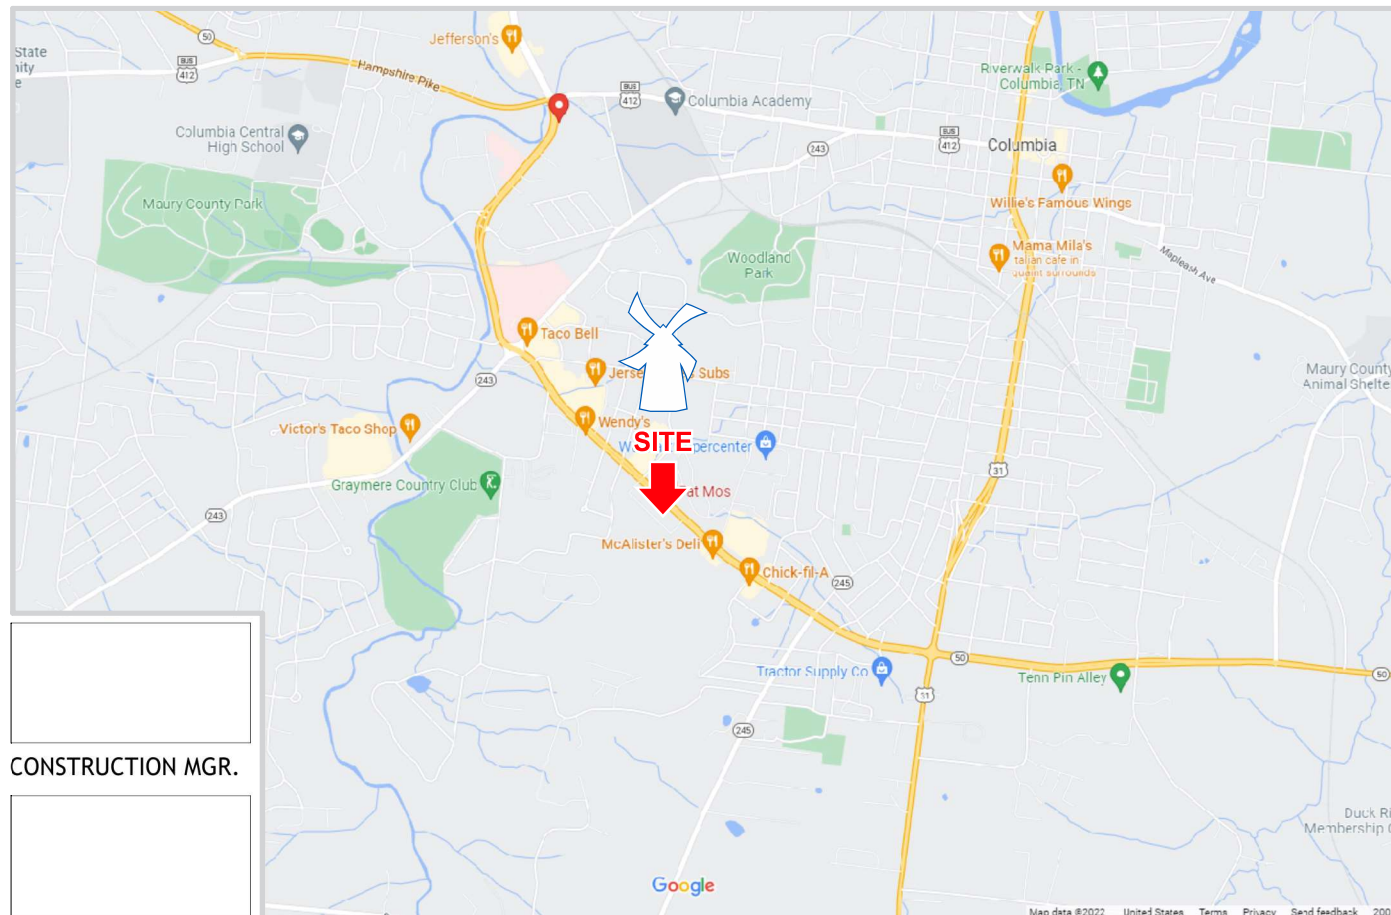 50
Jefferson's
State
BUS
412
Hampshire Pike
BUS
412
Columbia Academy
Riverwalk Park -
Columbia, TN
Columbia Central
High School
243
BUS
412
Columbia
Maury County Park
Willie's Famous Wings
Woodland
Park
Mama Mila's
Italian cafe in
quaint surrounds
Mapleash Ave
Taco Bell
Subs
243
Maury County
Animal Shelte
Victor's Taco Shop
Wendy's
SITE
percenter
31
Graymere Country Club
at Mos
243
McAlister's Deli
Chick-fil-A
245
50
Tractor Supply Co
Tenn Pin Alley
50
31
245
CONSTRUCTION MGR.
Duck Ri
Membership
Google
Map data ©2022 United States Terms Privacy Send feedback 200